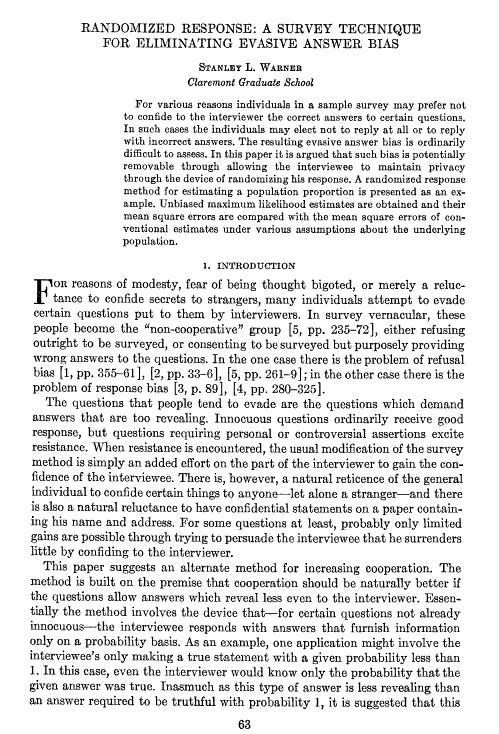 RANDOMIZED RESPONSE: A SURVEY TECHNIQUE
FOR ELIMINATING EVASIVE ANSWER BIAS
STANLEY L. WARNER
Claremont Graduate School
For various reasons individuals in a sample survey may prefer not
to confide to the interviewer the correct answers to certain questions.
In such cases the individuals may elect not to reply at all or to reply
with incorrect answers. The resulting evasive answer bias is ordinarily
difficult to assess. In this paper it is argued that such bias is potentially
removable through allowing the interviewee to maintain privacy
through the device of randomizing his response. A randomized response
method for estimating a population proportion is presented as an ex-
ample. Unbiased maximum likelihood estimates are obtained and their
mean square errors are compared with the mean square errors of con-
ventional estimates under various assumptions about the underlying
population.
1. INTRODUCTION
FOR reasons of modesty, fear of being thought bigoted, or merely a reluc-
tance to confide secrets to strangers, many individuals attempt to evade
certain questions put to them by interviewers. In survey vernacular, these
people become the "non-cooperative" group [5, pp. 235-72], either refusing
outright to be surveyed, or consenting to be surveyed but purposely providing
wrong answers to the questions. In the one case there is the problem of refusal
bias [1, pp. 355-61], [2, pp. 33-6], [5, pp. 261-9]; in the other case there is the
problem of response bias [3, p. 89], [4, pp. 280-325].
The questions that people tend to evade are the questions which demand
answers that are too revealing. Innocuous questions ordinarily receive good
response, but questions requiring personal or controversial assertions excite
resistance. When resistance is encountered, the usual modification of the survey
method is simply an added effort on the part of the interviewer to gain the con-
fidence of the interviewee. There is, however, a natural reticence of the general
individual to confide certain things to anyone—let alone a stranger—and there
is also a natural reluctance to have confidential statements on a paper contain-
ing his name and address. For some questions at least, probably only limited
gains are possible through trying to persuade the interviewee that he surrenders
little by confiding to the interviewer.
This paper suggests an alternate method for increasing cooperation. The
method is built on the premise that cooperation should be naturally better if
the questions allow answers which reveal less even to the interviewer. Essen-
tially the method involves the device that—for certain questions not already
innocuous—the interviewee responds with answers that furnish information
only on a probability basis. As an example, one application might involve the
interviewee's only making a true statement with a given probability less than
1. In this case, even the interviewer would know only the probability that the
given answer was true. Inasmuch as this type of answer is less revealing than
an answer required to be truthful with probability 1, it is suggested that this
63